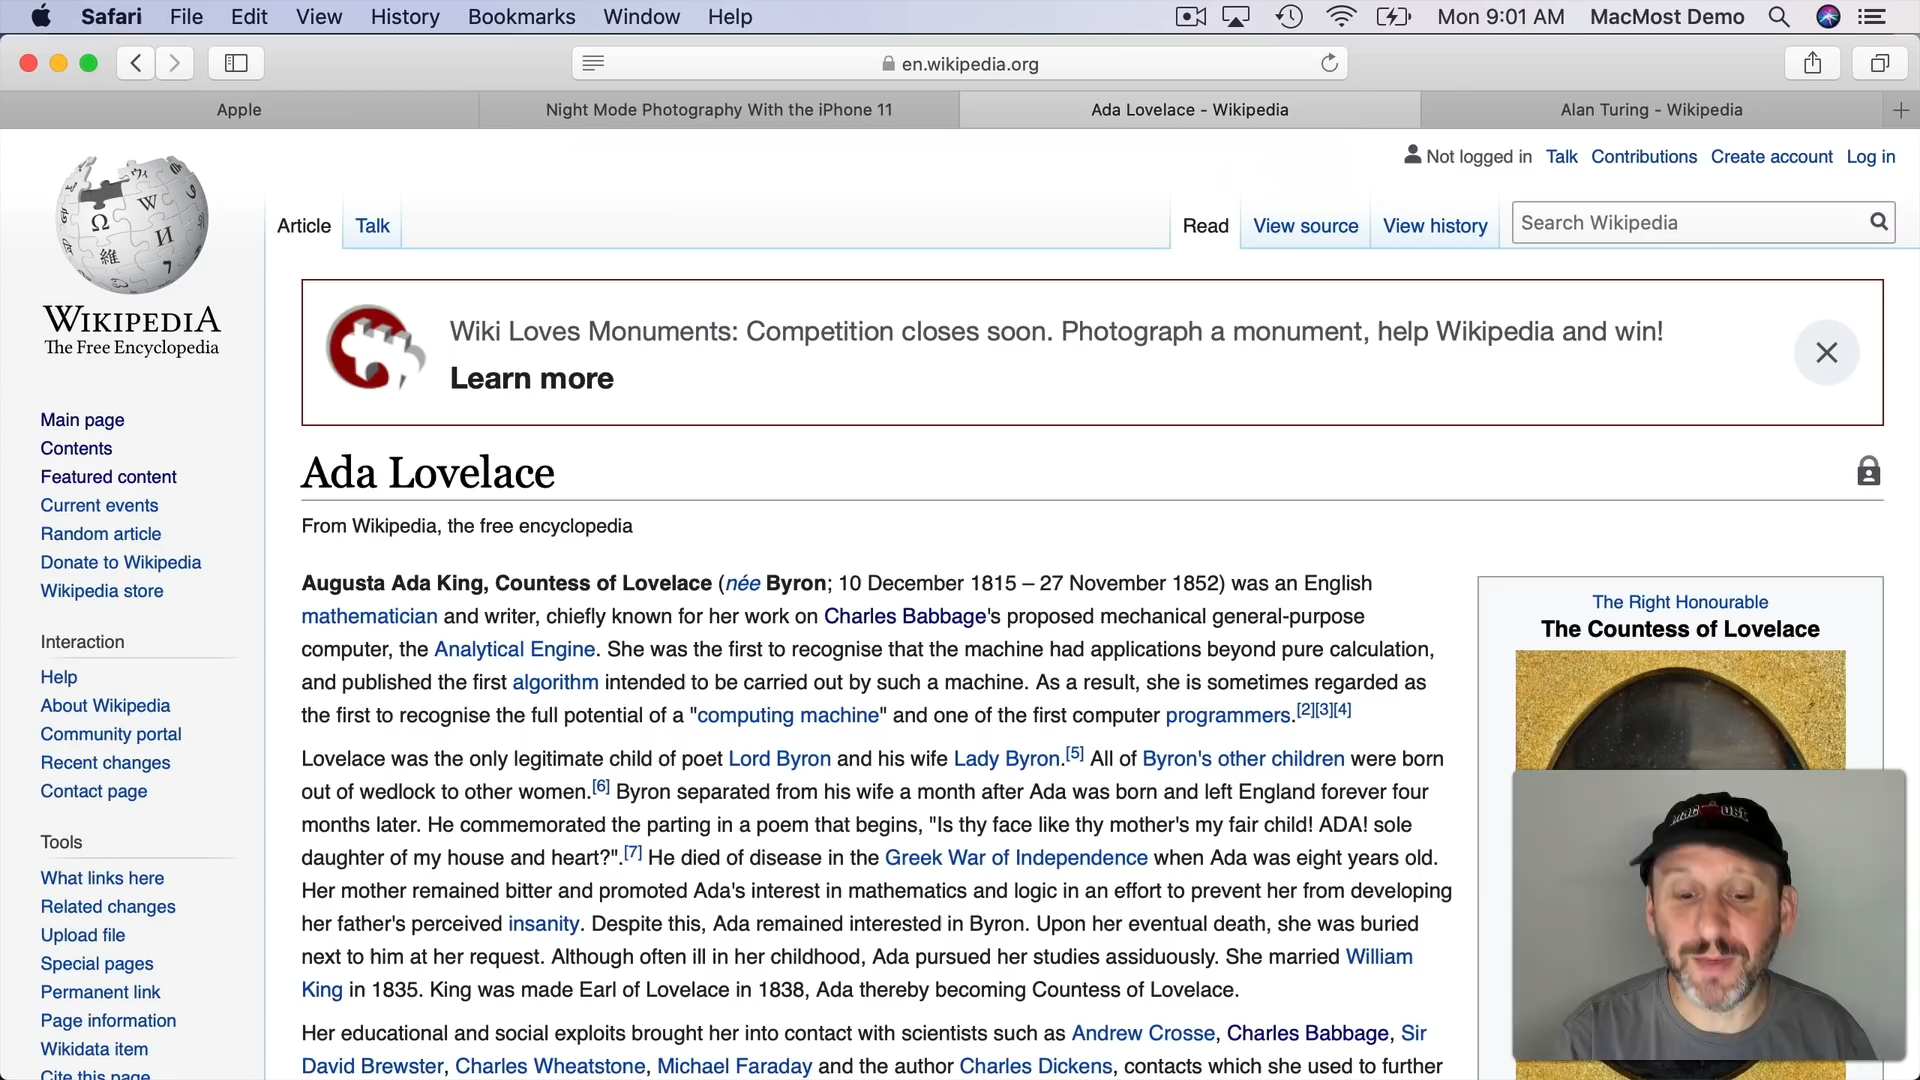 Safari File Edit View History Bookmarks Window Help Mon 9:01 AM MacMost Demo
en.wikipedia.org
Apple Night Mode Photography With the iPhone 11 Ada Lovelace - Wikipedia Alan Turing - Wikipedia
Not logged in Talk Contributions Create account Log in
Article Talk Read View source View history Search Wikipedia
WIKIPEDIA
The Free Encyclopedia
Wiki Loves Monuments: Competition closes soon. Photograph a monument, help Wikipedia and win!
Learn more
Main page
Contents
Featured content
Current events
Random article
Donate to Wikipedia
Wikipedia store
Interaction
Help
About Wikipedia
Community portal
Recent changes
Contact page
Tools
What links here
Related changes
Upload file
Special pages
Permanent link
Page information
Wikidata item
Cite this page
Ada Lovelace
From Wikipedia, the free encyclopedia
Augusta Ada King, Countess of Lovelace (née Byron; 10 December 1815 – 27 November 1852) was an English
mathematician and writer, chiefly known for her work on Charles Babbage's proposed mechanical general-purpose
computer, the Analytical Engine. She was the first to recognise that the machine had applications beyond pure calculation,
and published the first algorithm intended to be carried out by such a machine. As a result, she is sometimes regarded as
the first to recognise the full potential of a "computing machine" and one of the first computer programmers.[2][3][4]
Lovelace was the only legitimate child of poet Lord Byron and his wife Lady Byron.[5] All of Byron's other children were born
out of wedlock to other women.[6] Byron separated from his wife a month after Ada was born and left England forever four
months later. He commemorated the parting in a poem that begins, "Is thy face like thy mother's my fair child! ADA! sole
daughter of my house and heart?".[7] He died of disease in the Greek War of Independence when Ada was eight years old.
Her mother remained bitter and promoted Ada's interest in mathematics and logic in an effort to prevent her from developing
her father's perceived insanity. Despite this, Ada remained interested in Byron. Upon her eventual death, she was buried
next to him at her request. Although often ill in her childhood, Ada pursued her studies assiduously. She married William
King in 1835. King was made Earl of Lovelace in 1838, Ada thereby becoming Countess of Lovelace.
Her educational and social exploits brought her into contact with scientists such as Andrew Crosse, Charles Babbage, Sir
David Brewster, Charles Wheatstone, Michael Faraday and the author Charles Dickens, contacts which she used to further
The Right Honourable
The Countess of Lovelace